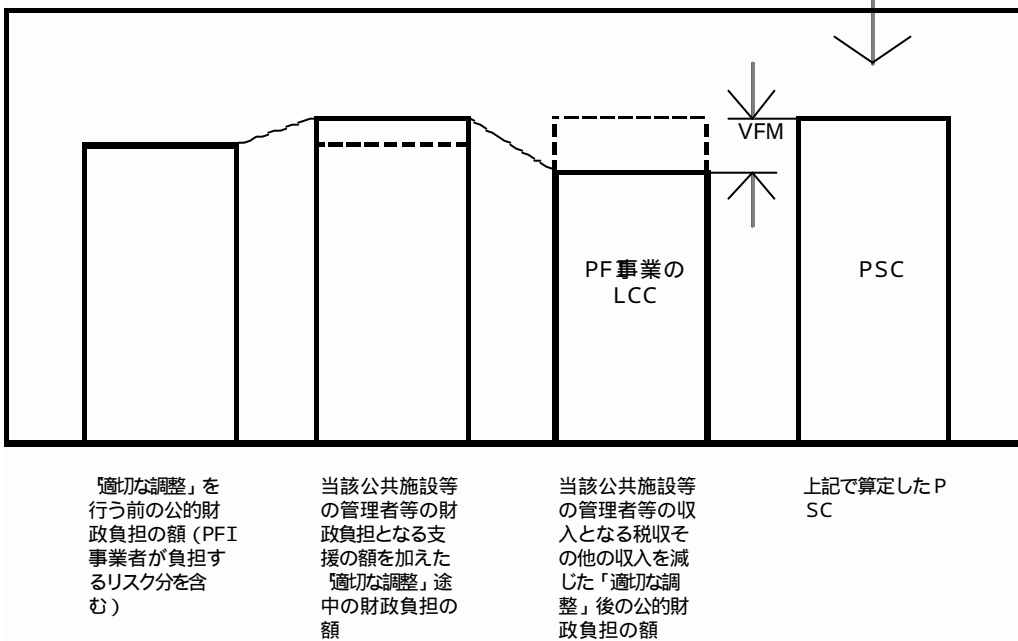 VFM
PF事業の
LCC
PSC
「適切な調整」を
行う前の公的財
政負担の額（PFI
事業者が負担す
るリスク分を含
む）
当該公共施設等
の管理者等の財
政負担となる支
援の額を加えた
「適切な調整」途
中の財政負担の
額
当該公共施設等
の管理者等の収
入となる税収そ
の他の収入を減
じた「適切な調
整」後の公的財
政負担の額
上記で算定したP
SC